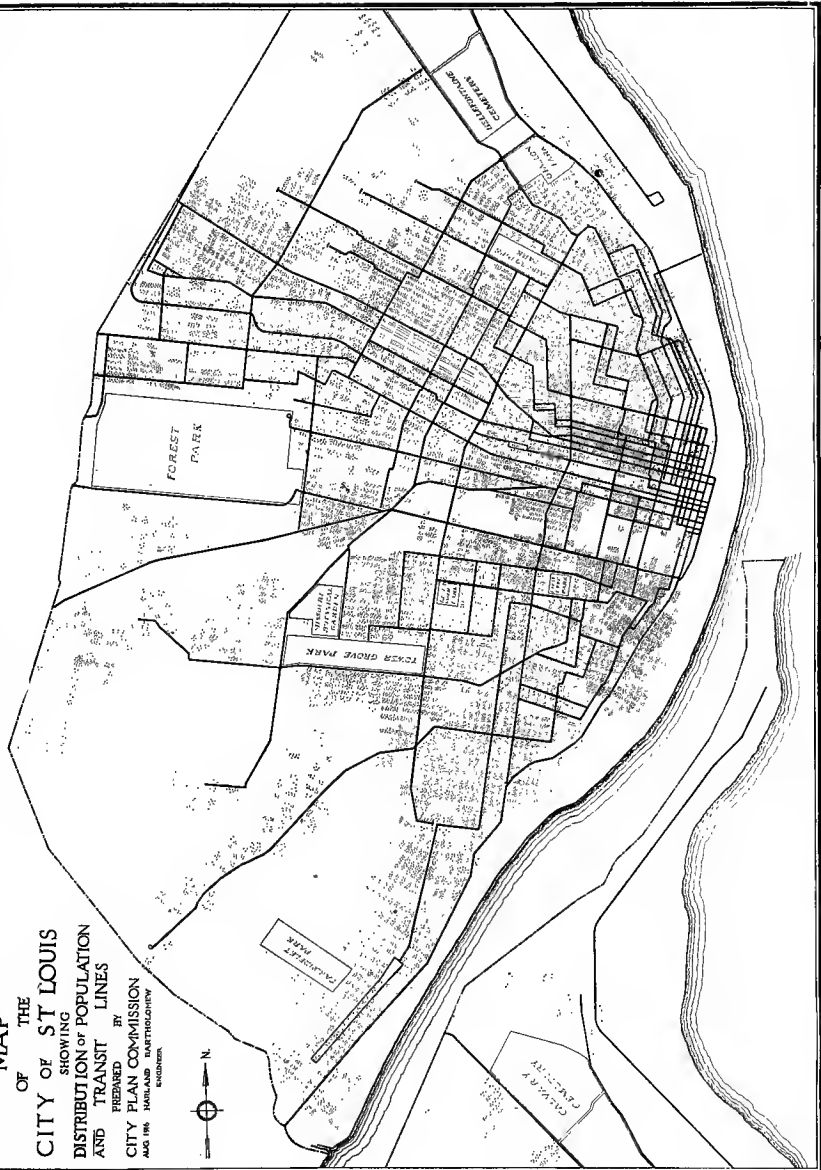 MAP
OF THE
CITY OF ST LOUIS
SHOWING
DISTRIBUTION OF POPULATION
AND TRANSIT LINES
PREPARED BY
CITY PLAN COMMISSION
AUG 1916 HARLAND BARTHOLOMEW
ENGINEER
N.
BELLEFONTAINE
CEMETERY
PARK
FOREST
PARK
TOWER GROVE PARK
PARK
CALVARY
CEMETERY